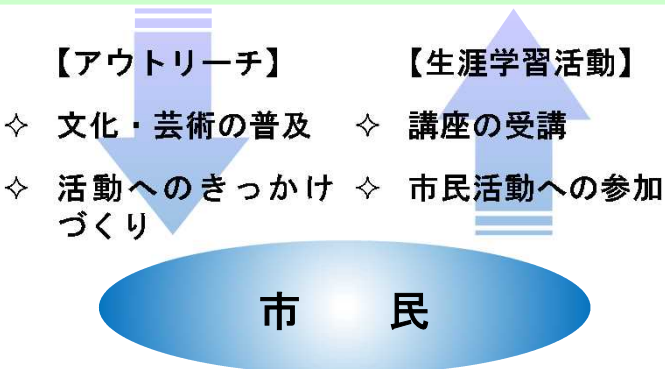 【アウトリーチ】
✧ 文化・芸術の普及
✧ 活動へのきっかけ
づくり
【生涯学習活動】
✧ 講座の受講
✧ 市民活動への参加
市 民